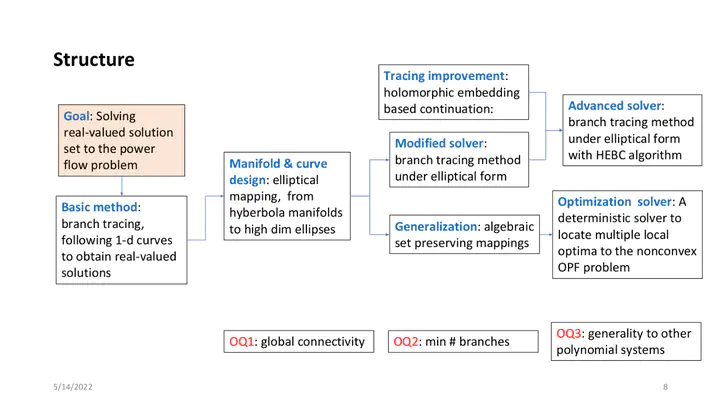 Structure
Goal: Solving
real-valued solution
set to the power
flow problem
Basic method:
branch tracing,
following 1-d curves
to obtain real-valued
solutions
Manifold & curve
design: elliptical
mapping,  from
hyberbola manifolds
to high dim ellipses
Tracing improvement:
holomorphic embedding
based continuation:
Modified solver:
branch tracing method
under elliptical form
Generalization: algebraic
set preserving mappings
Advanced solver:
branch tracing method
under elliptical form
with HEBC algorithm
Optimization  solver: A
deterministic solver to
locate multiple local
optima to the nonconvex
OPF problem
OQ1: global connectivity
OQ2: min # branches
OQ3: generality to other
polynomial systems
5/14/2022
8